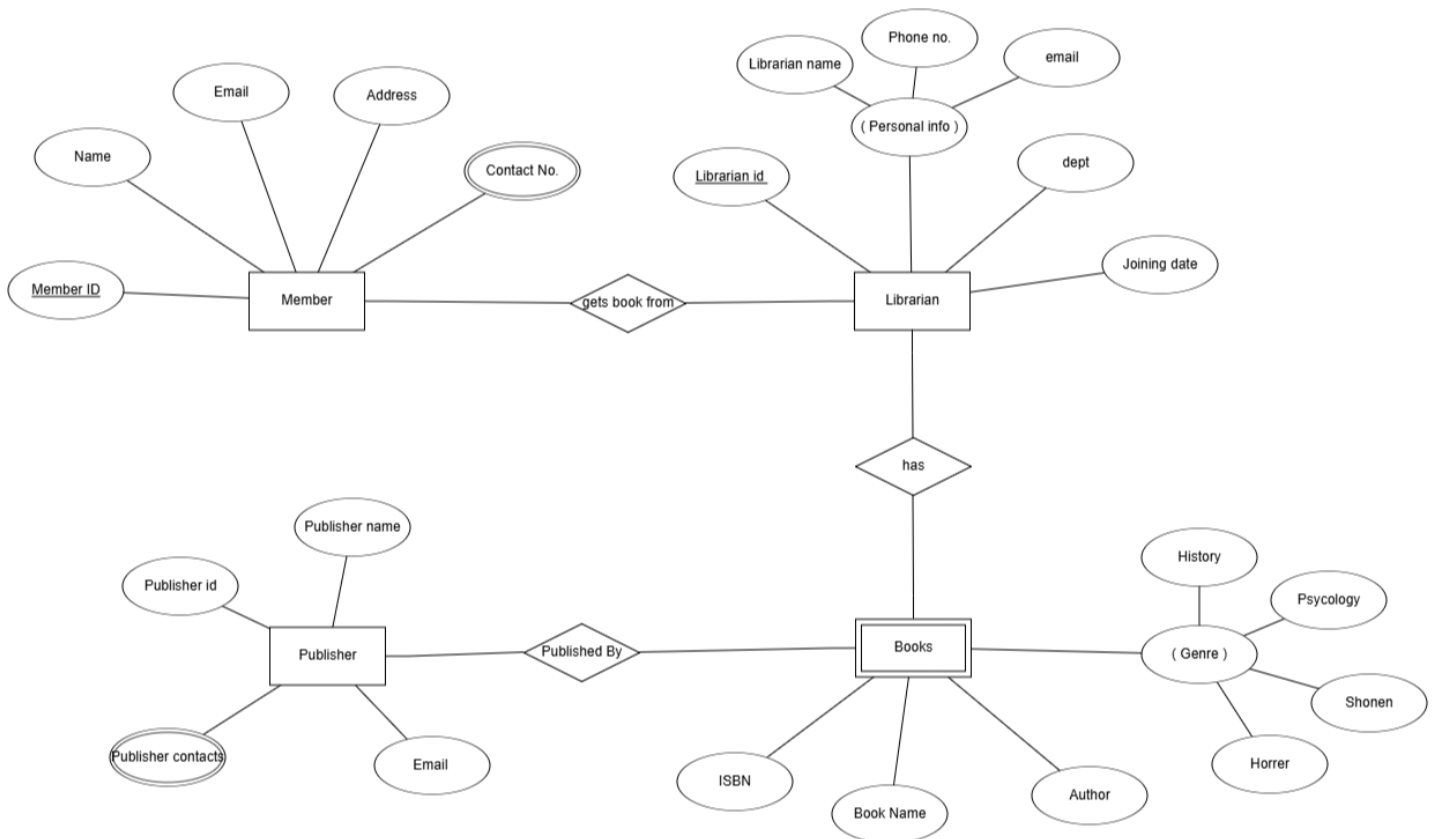 Phone no.
Librarian name
email
Email
Address
( Personal info )
Name
Contact No.
Librarian id
dept
Member ID
Joining date
Member
gets book from
Librarian
has
Publisher name
History
Publisher id
Psycology
Publisher
Published By
Books
( Genre )
Shonen
Publisher contacts
Email
Horrer
ISBN
Author
Book Name